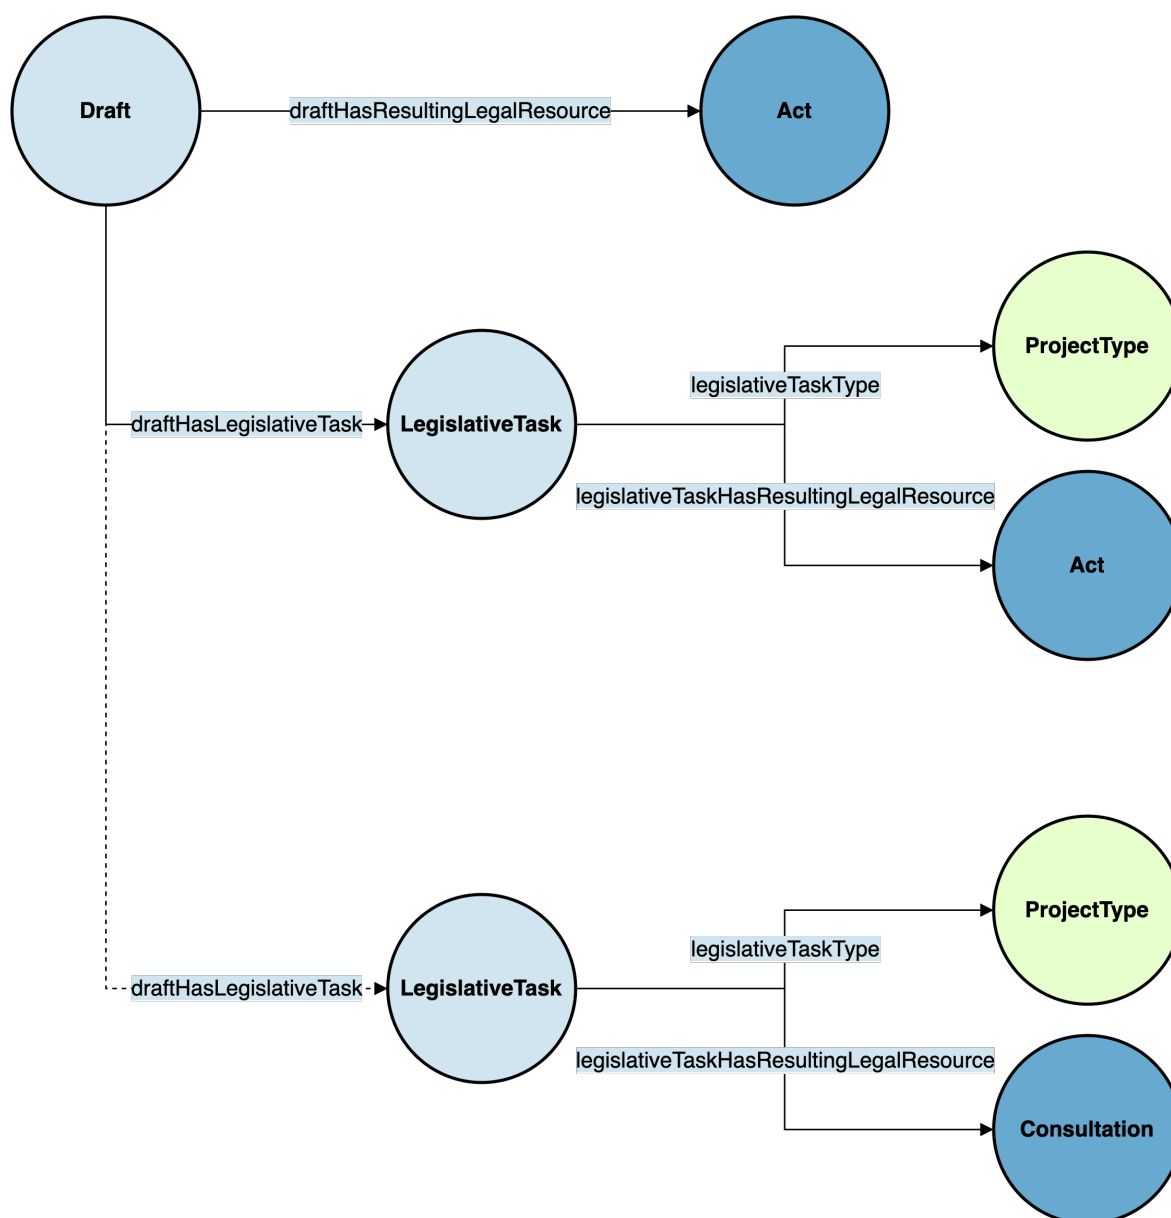 Draft
draftHasResultingLegalResource
Act
ProjectType
legislativeTaskType
draftHasLegislativeTask
LegislativeTask
legislativeTaskHasResultingLegalResource
Act
ProjectType
legislativeTaskType
draftHasLegislativeTask
LegislativeTask
legislativeTaskHasResultingLegalResource
Consultation